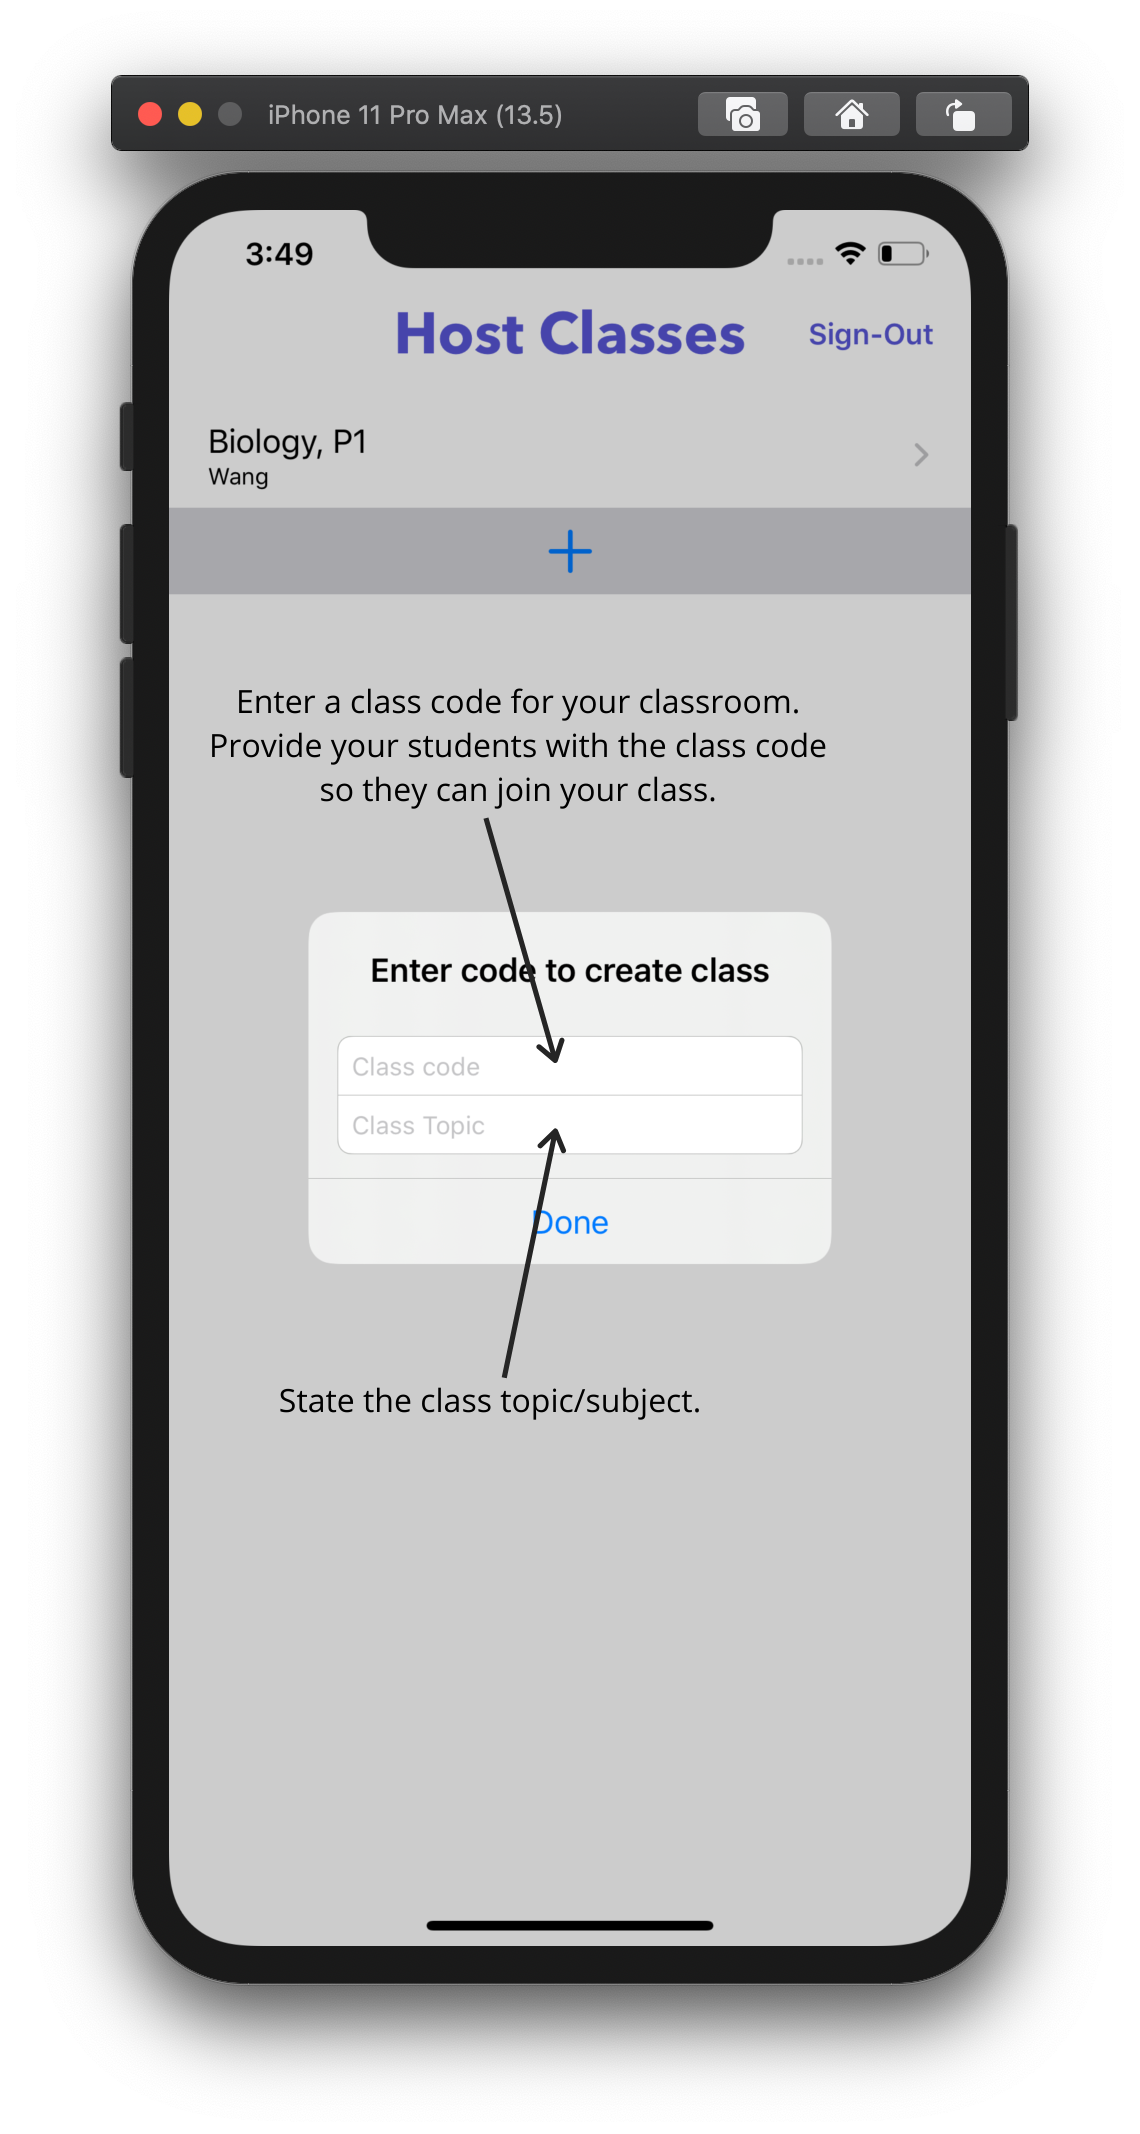 iPhone 11 Pro Max (13.5)
3:49
Host Classes
Sign-Out
Biology, P1
Wang
Enter a class code for your classroom.
Provide your students with the class code
so they can join your class.
Enter code to create class
Class code
Class Topic
Done
State the class topic/subject.